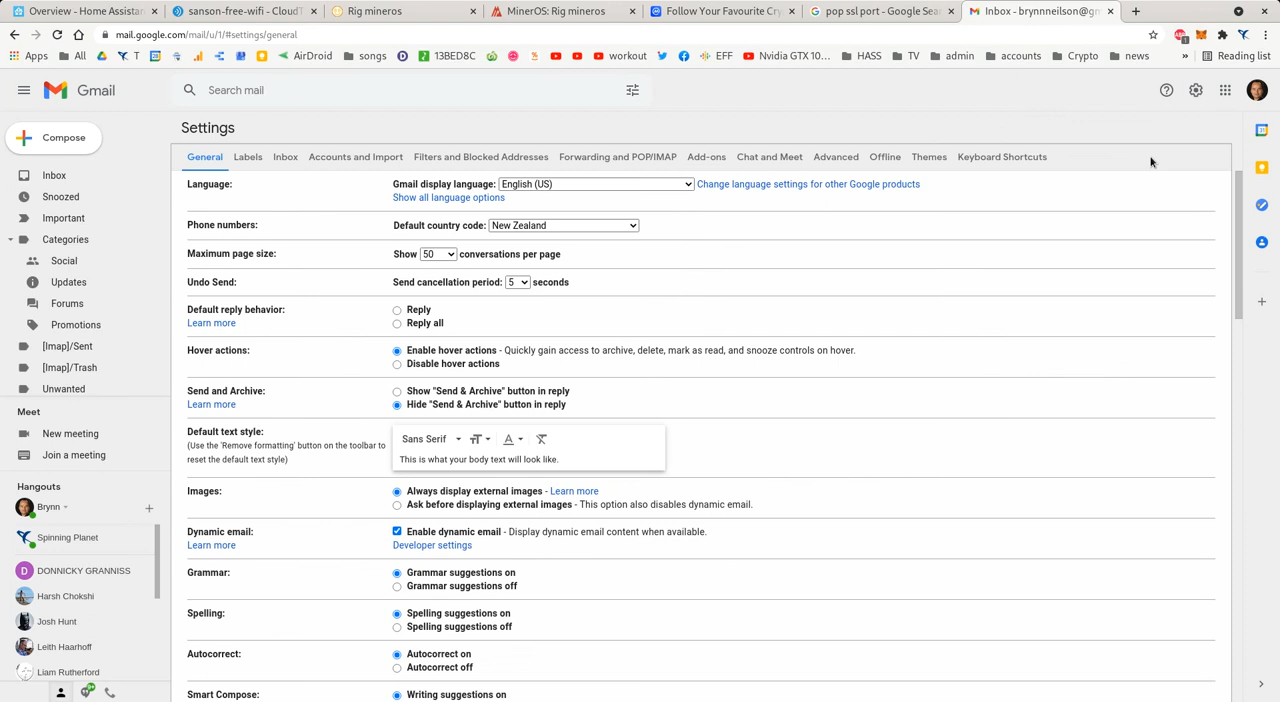 Overview - Home Assistan
sanson-free-wifi - CloudT
Rig mineros
MinerOS: Rig mineros
Follow Your Favourite Cry
pop ssl port - Google Sear
Inbox - brynnneilson@gm
mail.google.com/mail/u/1/#settings/general
Apps
All
T
AirDroid
songs
13BED8C
workout
EFF
Nvidia GTX 10...
HASS
TV
admin
accounts
Crypto
news
»
Reading list
Gmail
Search mail
Compose
Inbox
Snoozed
Important
Categories
Social
Updates
Forums
Promotions
[Imap]/Sent
[Imap]/Trash
Unwanted
Meet
New meeting
Join a meeting
Hangouts
Brynn
Spinning Planet
D DONNICKY GRANNISS
Harsh Chokshi
Josh Hunt
Leith Haarhoff
Liam Rutherford
Settings
General Labels Inbox Accounts and Import Filters and Blocked Addresses Forwarding and POP/IMAP Add-ons Chat and Meet Advanced Offline Themes Keyboard Shortcuts
Language: Gmail display language: English (US) Change language settings for other Google products
Show all language options
Phone numbers: Default country code: New Zealand
Maximum page size: Show 50 conversations per page
Undo Send: Send cancellation period: 5 seconds
Default reply behavior: Reply
Learn more Reply all
Hover actions: Enable hover actions - Quickly gain access to archive, delete, mark as read, and snooze controls on hover.
Disable hover actions
Send and Archive: Show "Send & Archive" button in reply
Learn more Hide "Send & Archive" button in reply
Default text style:
(Use the 'Remove formatting' button on the toolbar to
reset the default text style)
Sans Serif
This is what your body text will look like.
Images: Always display external images - Learn more
Ask before displaying external images - This option also disables dynamic email.
Dynamic email: Enable dynamic email - Display dynamic email content when available.
Learn more Developer settings
Grammar: Grammar suggestions on
Grammar suggestions off
Spelling: Spelling suggestions on
Spelling suggestions off
Autocorrect: Autocorrect on
Autocorrect off
Smart Compose: Writing suggestions on